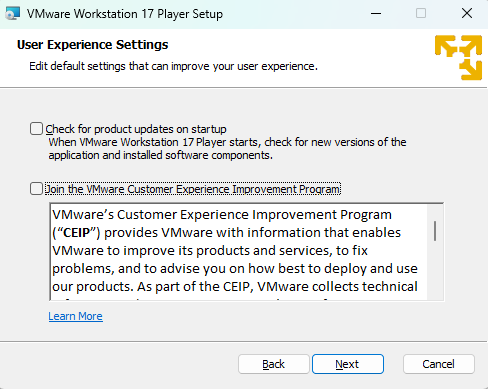 VMware Workstation 17 Player Setup
User Experience Settings
Edit default settings that can improve your user experience.
Check for product updates on startup
When VMware Workstation 17 Player starts, check for new versions of the
application and installed software components.
Join the VMware Customer Experience Improvement Program
VMware's Customer Experience Improvement Program
("CEIP") provides VMware with information that enables
VMware to improve its products and services, to fix
problems, and to advise you on how best to deploy and use
our products. As part of the CEIP, VMware collects technical
Learn More
Back
Next
Cancel